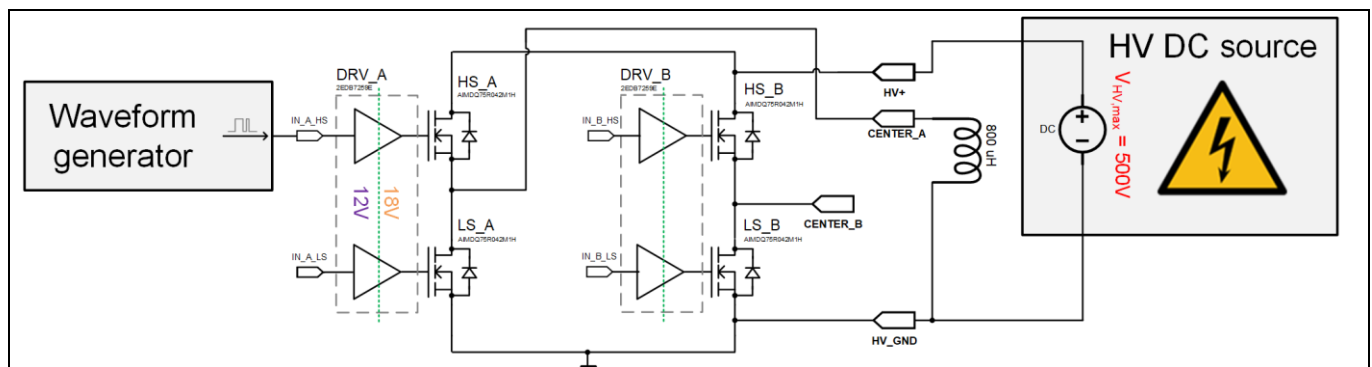 Waveform
generator
DRV_A
2EDB7259E
IN_A_HS
IN_A_LS
12V
18V
HS_A
AIMDQ75R042M1H
LS_A
AIMDQ75R042M1H
DRV_B
2EDB7259E
IN_B_HS
IN_B_LS
HS_B
AIMDQ75R042M1H
LS_B
AIMDQ75R042M1H
HV+
CENTER_A
CENTER_B
HV_GND
800 uH
HV DC source
DC
V_HV,max = 500V